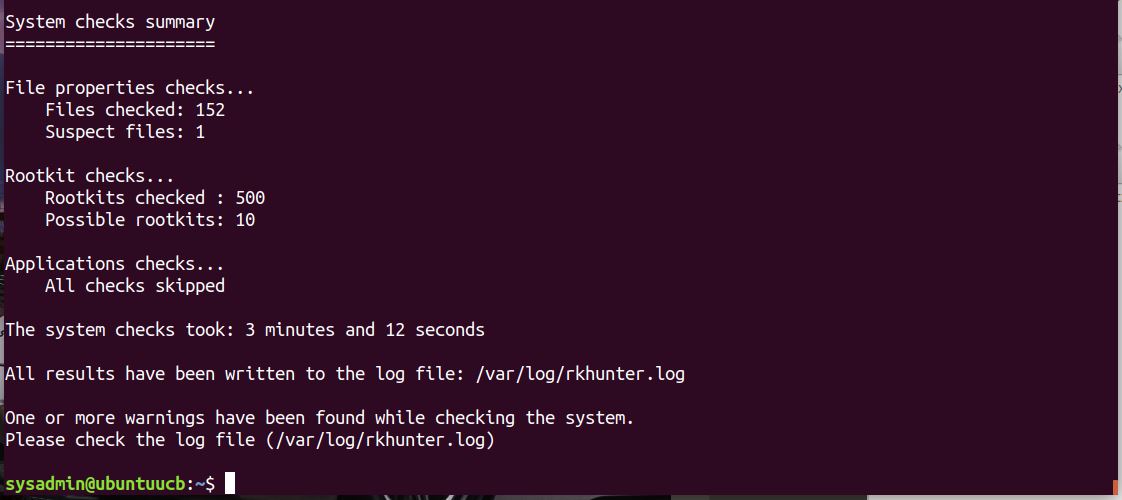 System checks summary
=====================
File properties checks...
Files checked: 152
Suspect files: 1
Rootkit checks...
Rootkits checked : 500
Possible rootkits: 10
Applications checks...
All checks skipped
The system checks took: 3 minutes and 12 seconds
All results have been written to the log file: /var/log/rkhunter.log
One or more warnings have been found while checking the system.
Please check the log file (/var/log/rkhunter.log)
sysadmin@ubuntuucb:~$